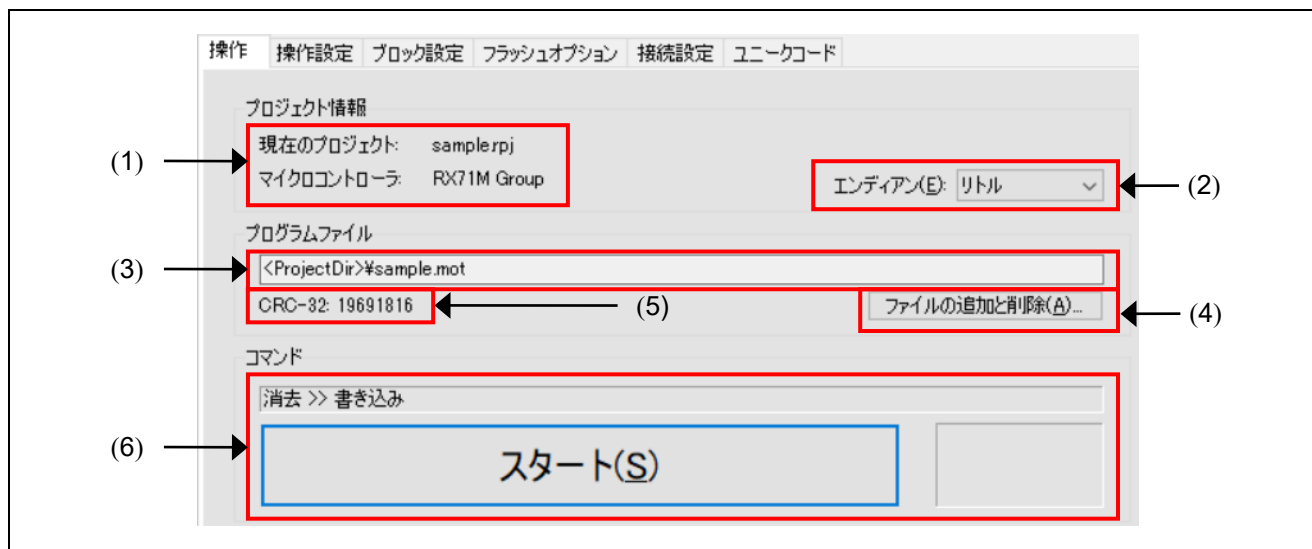 操作 操作設定 ブロック設定 フラッシュオプション 接続設定 ユニークコード
プロジェクト情報
(1) 現在のプロジェクト: sample.rpj
マイクロコントローラ: RX71M Group
エンディアン(E): リトル (2)
プログラムファイル
(3) <ProjectDir>¥sample.mot
CRC-32: 19691816 (5) ファイルの追加と削除(A)... (4)
コマンド
消去 >> 書き込み
(6) スタート(S)